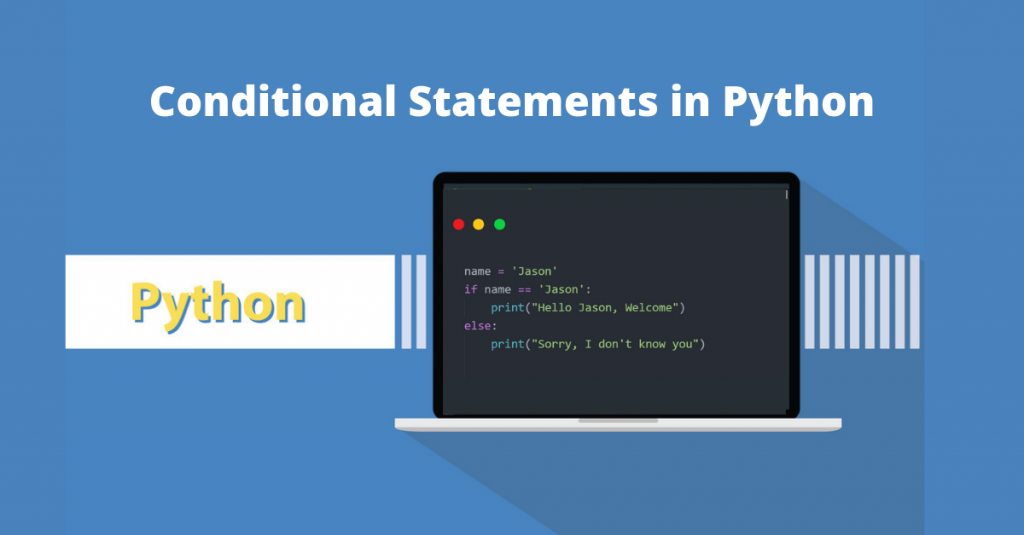 Conditional Statements in Python
Python
name = 'Jason'
if name == 'Jason':
    print("Hello Jason, Welcome")
else:
    print("Sorry, I don't know you")